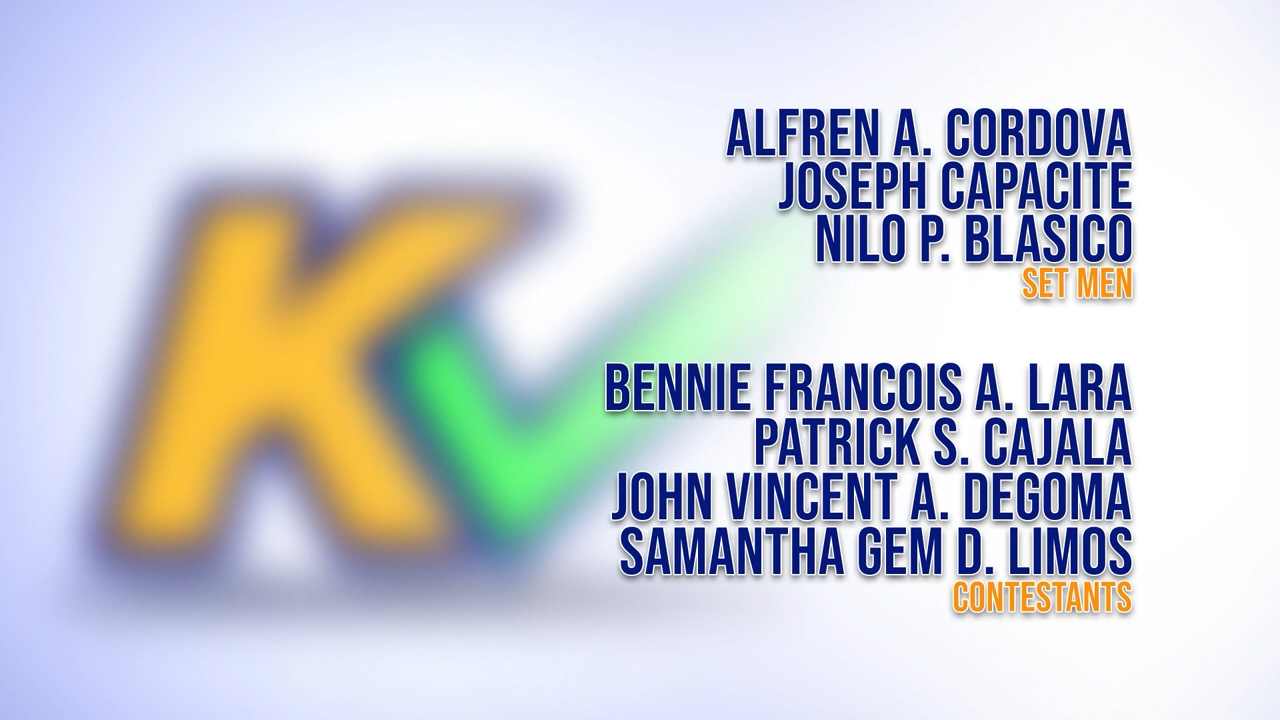 ALFREN A. CORDOVA
JOSEPH CAPACITE
NILO P. BLASICO
SET MEN
BENNIE FRANCOIS A. LARA
PATRICK S. CAJALA
JOHN VINCENT A. DEGOMA
SAMANTHA GEM D. LIMOS
CONTESTANTS
K